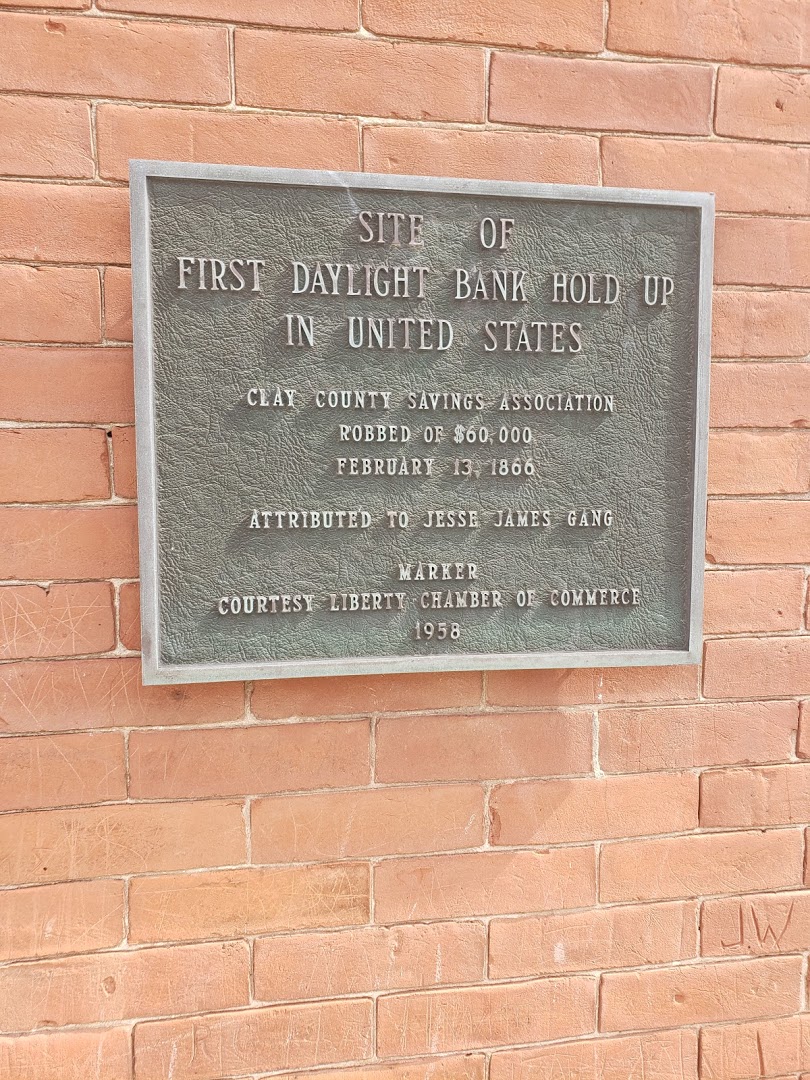 SITE OF
FIRST DAYLIGHT BANK HOLD UP
IN UNITED STATES
CLAY COUNTY SAVINGS ASSOCIATION
ROBBED OF $60,000
FEBRUARY 13, 1866
ATTRIBUTED TO JESSE JAMES GANG
MARKER
COURTESY LIBERTY CHAMBER OF COMMERCE
1958
J.W